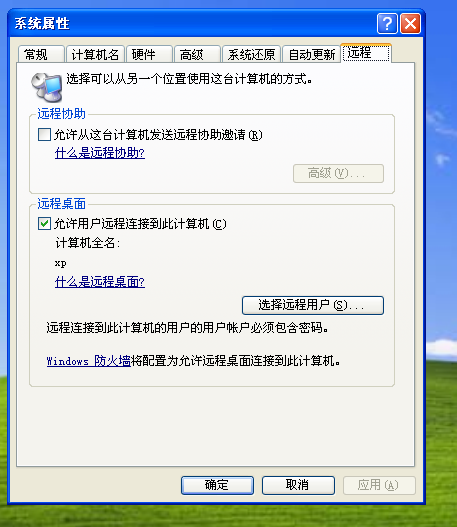 系统属性
常规
计算机名
硬件
高级
系统还原
自动更新
远程
选择可以从另一个位置使用这台计算机的方式。
远程协助
允许从这台计算机发送远程协助邀请(R)
什么是远程协助?
高级(V)...
远程桌面
允许用户远程连接到此计算机(C)
计算机全名:
xp
什么是远程桌面?
选择远程用户(S)...
远程连接到此计算机的用户的用户帐户必须包含密码。
Windows 防火墙将配置为允许远程桌面连接到此计算机。
确定
取消
应用(A)